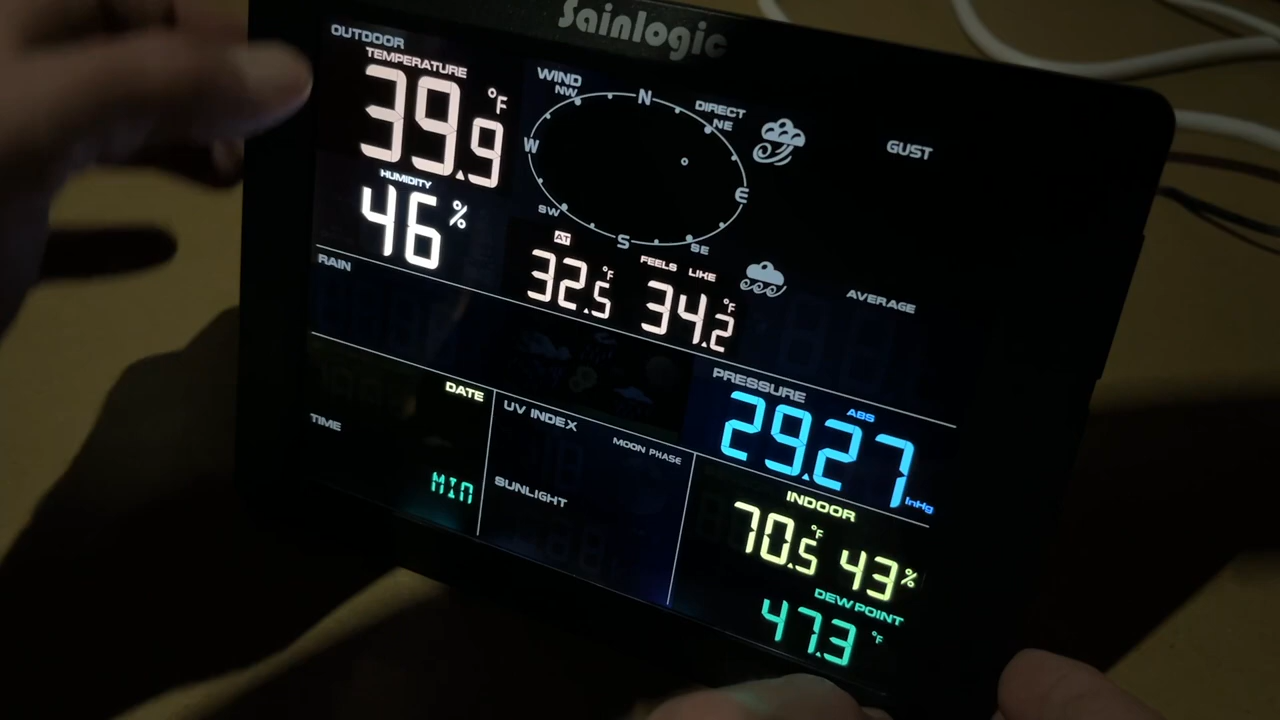 Sainlogic
OUTDOOR
TEMPERATURE
39.9 °F
HUMIDITY
46 %
WIND
DIRECT
NW
N
NE
W
E
SW
S
SE
GUST
AT
32.5 °F
FEELS LIKE
34.2 °F
AVERAGE
RAIN
PRESSURE
ABS
29.27 inHg
DATE
TIME
MIN
UV INDEX
MOON PHASE
SUNLIGHT
INDOOR
70.5 °F 43 %
DEW POINT
47.3 °F